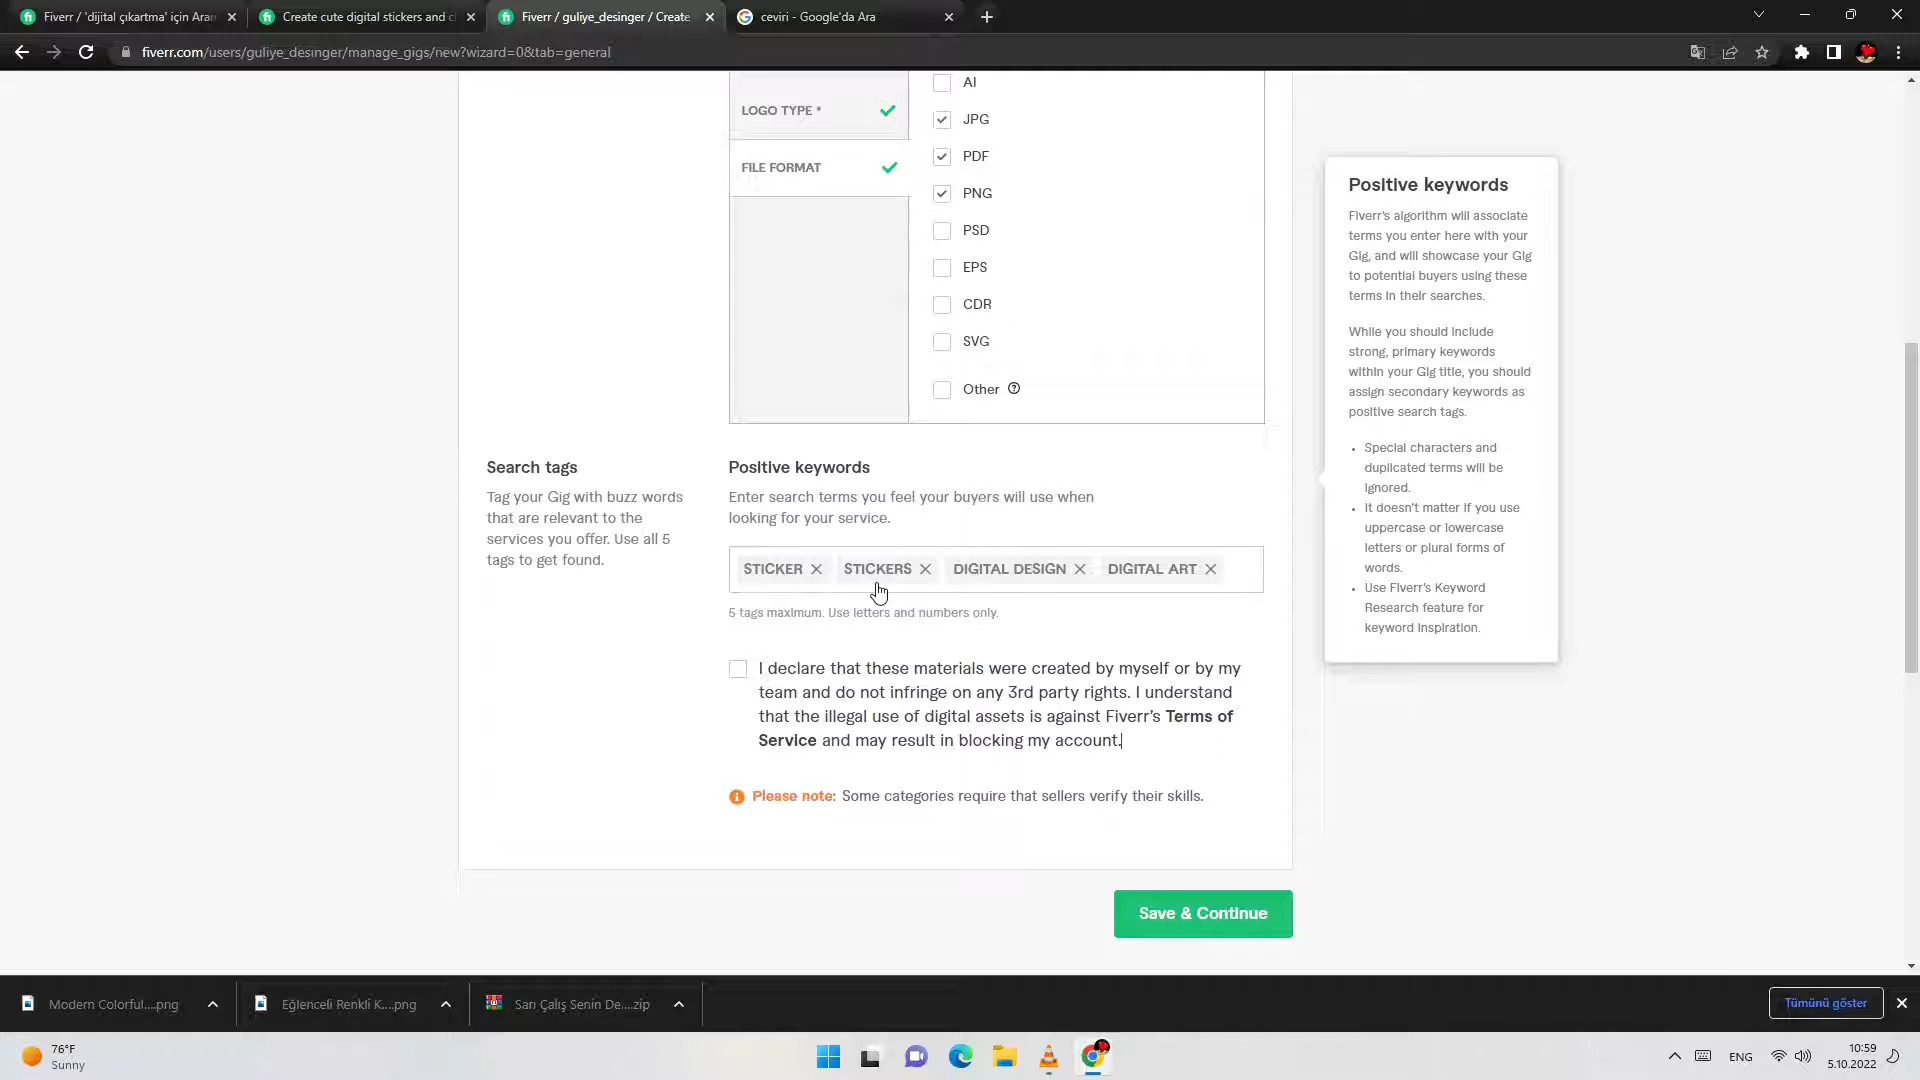 Fiverr / 'dijital çıkartma' için Aran
Create cute digital stickers and cl
Fiverr / guliye_desinger / Create
ceviri - Google'da Ara
fiverr.com/users/guliye_desinger/manage_gigs/new?wizard=0&tab=general
AI
LOGO TYPE *
JPG
PDF
FILE FORMAT
PNG
PSD
EPS
CDR
SVG
Other
Search tags
Tag your Gig with buzz words
that are relevant to the
services you offer. Use all 5
tags to get found.
Positive keywords
Enter search terms you feel your buyers will use when
looking for your service.
STICKER
STICKERS
DIGITAL DESIGN
DIGITAL ART
5 tags maximum. Use letters and numbers only.
I declare that these materials were created by myself or by my
team and do not infringe on any 3rd party rights. I understand
that the illegal use of digital assets is against Fiverr's Terms of
Service and may result in blocking my account.
Please note: Some categories require that sellers verify their skills.
Save & Continue
Positive keywords
Fiverr's algorithm will associate
terms you enter here with your
Gig, and will showcase your Gig
to potential buyers using these
terms in their searches.
While you should include
strong, primary keywords
within your Gig title, you should
assign secondary keywords as
positive search tags.
• Special characters and
duplicated terms will be
ignored.
• It doesn't matter if you use
uppercase or lowercase
letters or plural forms of
words.
• Use Fiverr's Keyword
Research feature for
keyword inspiration.
Modern Colorful....png
Eğlenceli Renkli K....png
Sarı Çalış Senin De....zip
Tümünü göster
76°F
Sunny
ENG
10:59
5.10.2022